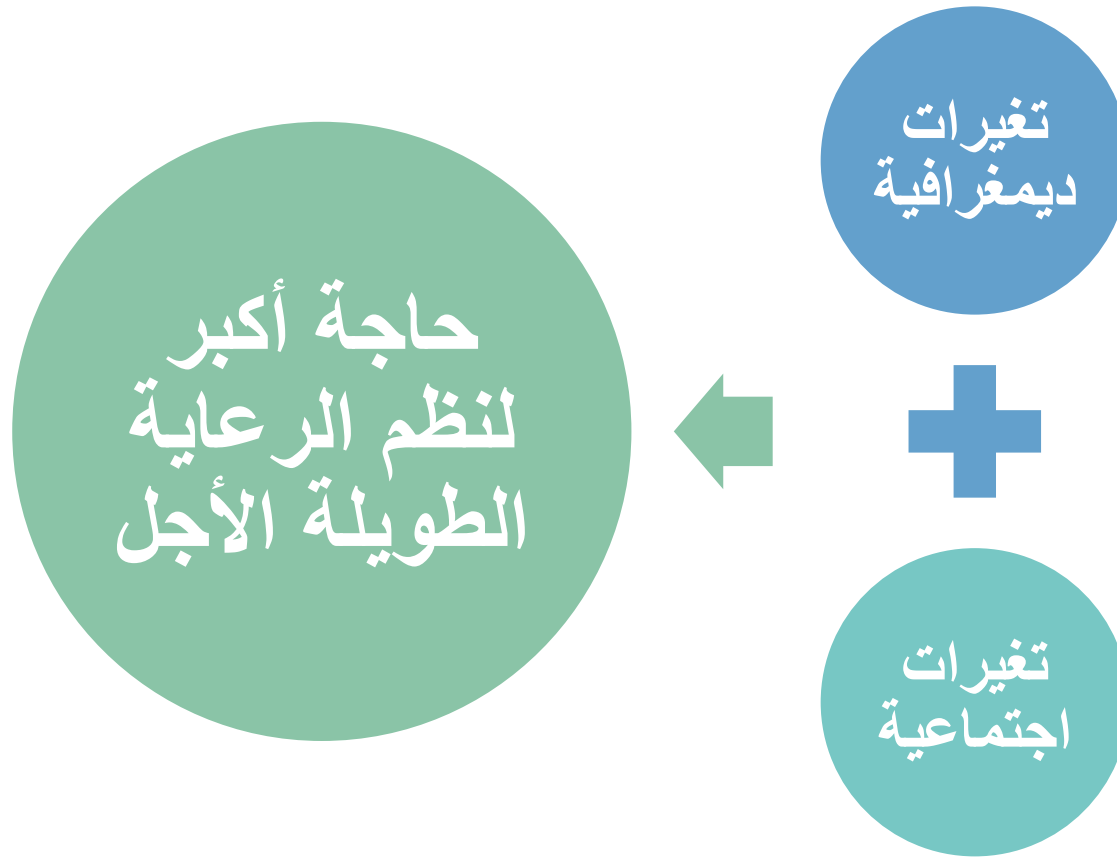 تغيرات
ديمغرافية
تغيرات
اجتماعية
حاجة أكبر
لنظم الرعاية
الطويلة الأجل